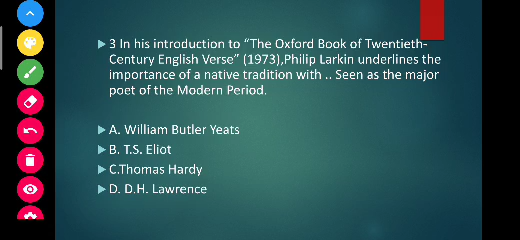 3 In his introduction to “The Oxford Book of Twentieth-
Century English Verse” (1973),Philip Larkin underlines the
importance of a native tradition with .. Seen as the major
poet of the Modern Period.
A. William Butler Yeats
B. T.S. Eliot
C.Thomas Hardy
D. D.H. Lawrence